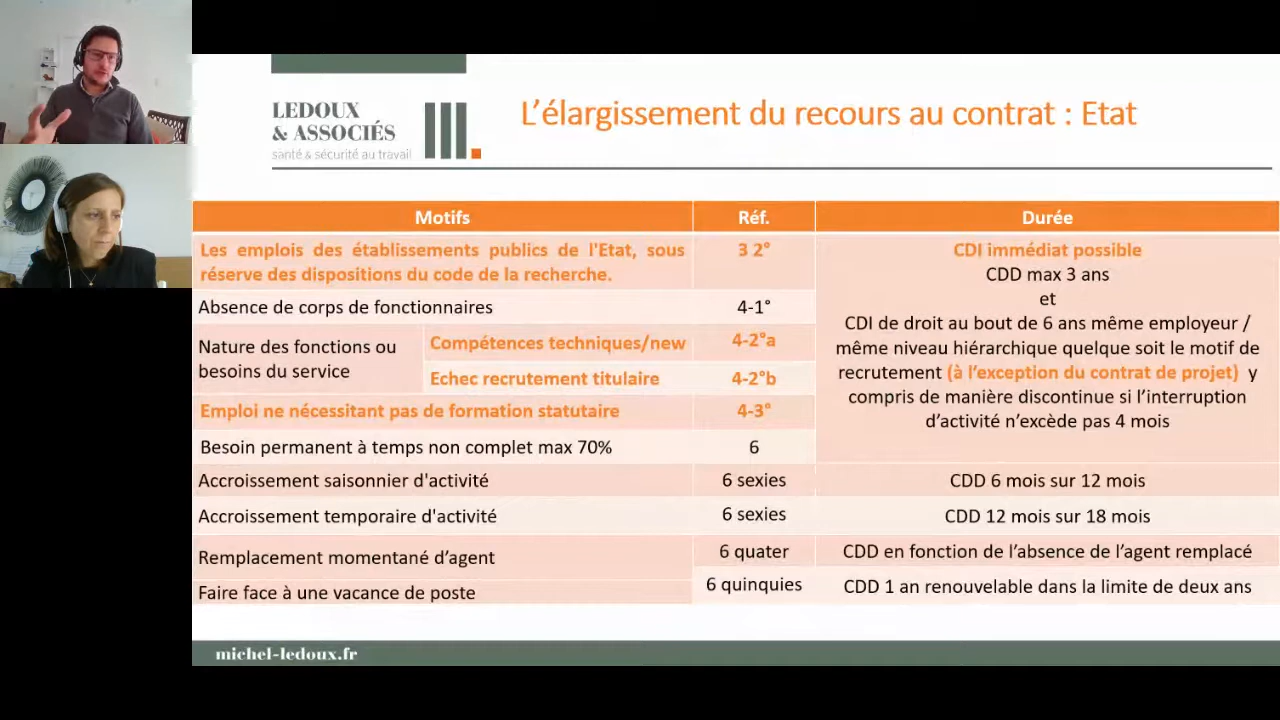 LEDOUX
& ASSOCIÉS
santé & sécurité au travail
L'élargissement du recours au contrat : Etat
Motifs
Réf.
Durée
Les emplois des établissements publics de l'Etat, sous
réserve des dispositions du code de la recherche.
3 2°
CDI immédiat possible
CDD max 3 ans
et
CDI de droit au bout de 6 ans même employeur /
même niveau hiérarchique quelque soit le motif de
recrutement (à l'exception du contrat de projet) y
compris de manière discontinue si l'interruption
d'activité n'excède pas 4 mois
Absence de corps de fonctionnaires
4-1°
Nature des fonctions ou
besoins du service
Compétences techniques/new
4-2°a
Echec recrutement titulaire
4-2°b
Emploi ne nécessitant pas de formation statutaire
4-3°
Besoin permanent à temps non complet max 70%
6
Accroissement saisonnier d'activité
6 sexies
CDD 6 mois sur 12 mois
Accroissement temporaire d'activité
6 sexies
CDD 12 mois sur 18 mois
Remplacement momentané d'agent
6 quater
CDD en fonction de l'absence de l'agent remplacé
Faire face à une vacance de poste
6 quinquies
CDD 1 an renouvelable dans la limite de deux ans
michel-ledoux.fr